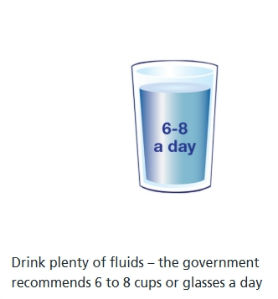 6-8
a day
Drink plenty of fluids – the government
recommends 6 to 8 cups or glasses a day